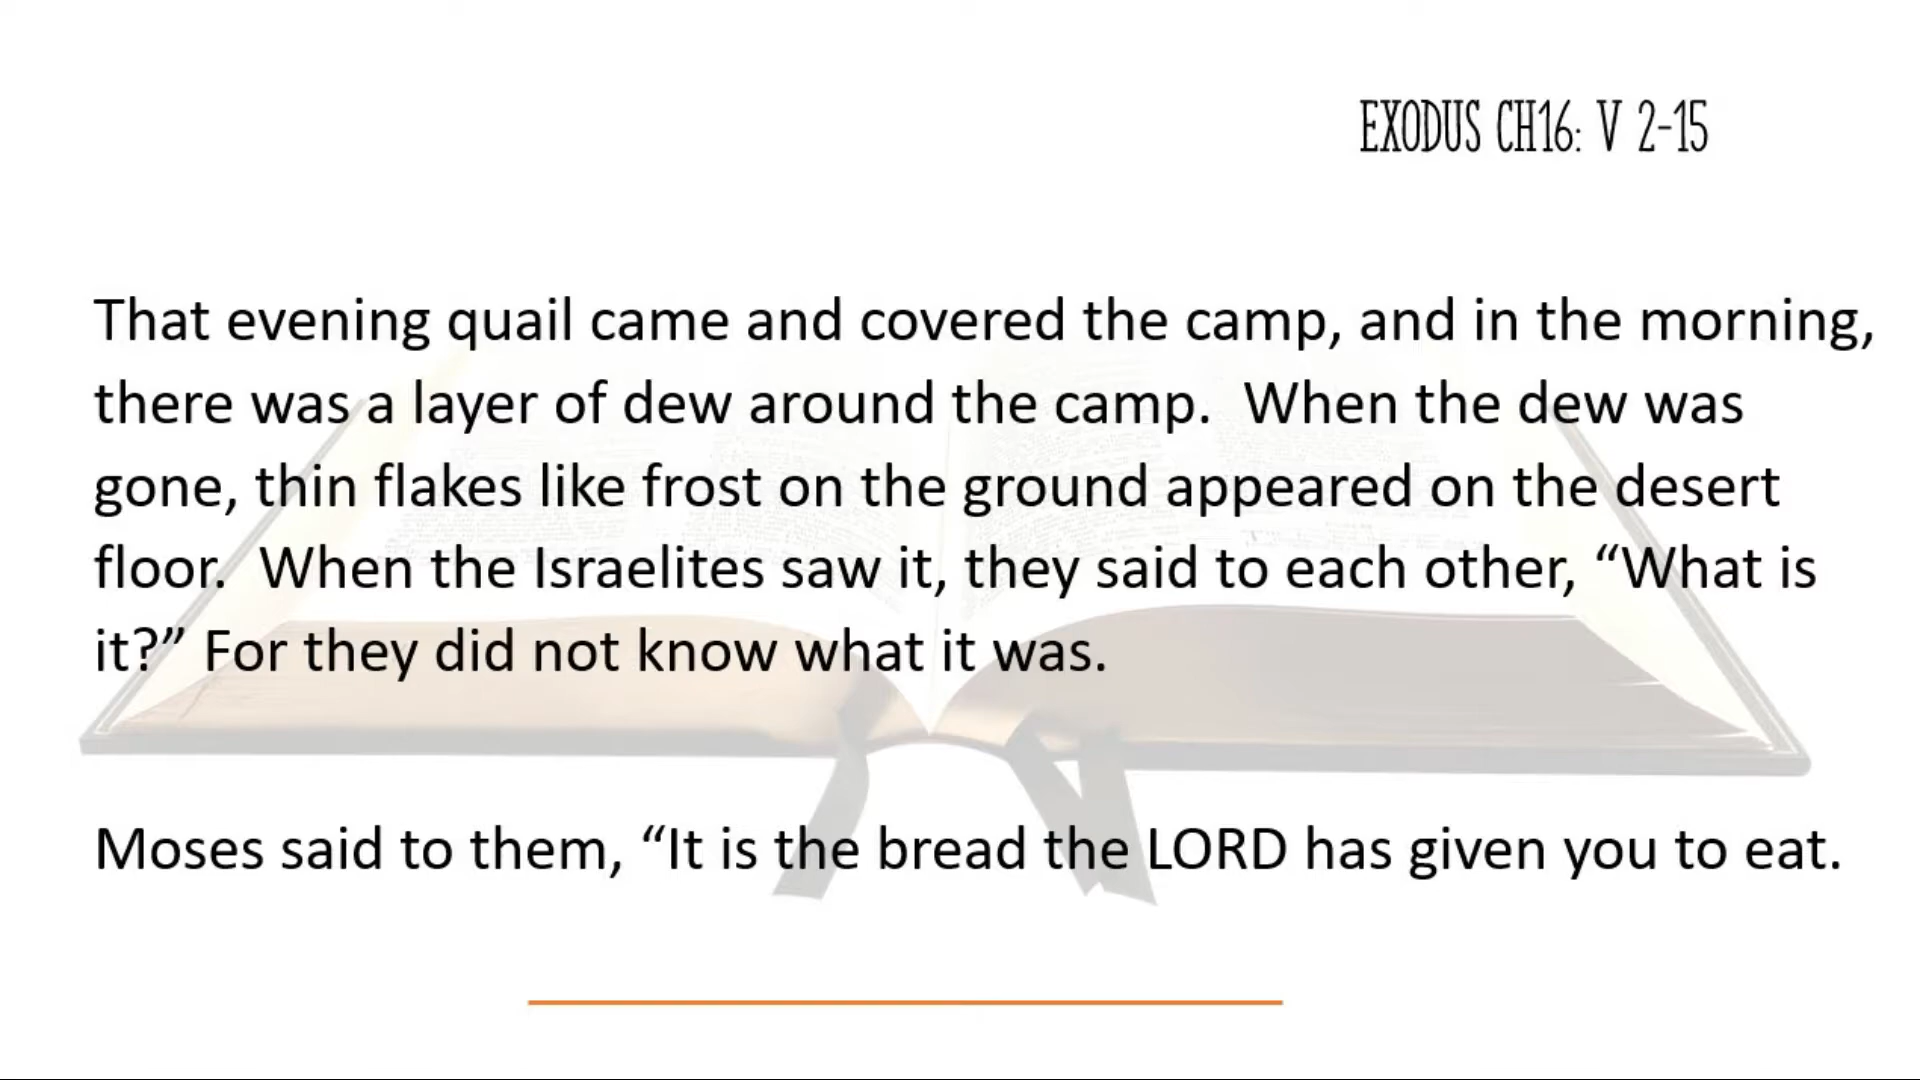 EXODUS CH16: V 2-15
That evening quail came and covered the camp, and in the morning,
there was a layer of dew around the camp.  When the dew was
gone, thin flakes like frost on the ground appeared on the desert
floor.  When the Israelites saw it, they said to each other, “What is
it?” For they did not know what it was.
Moses said to them, “It is the bread the LORD has given you to eat.